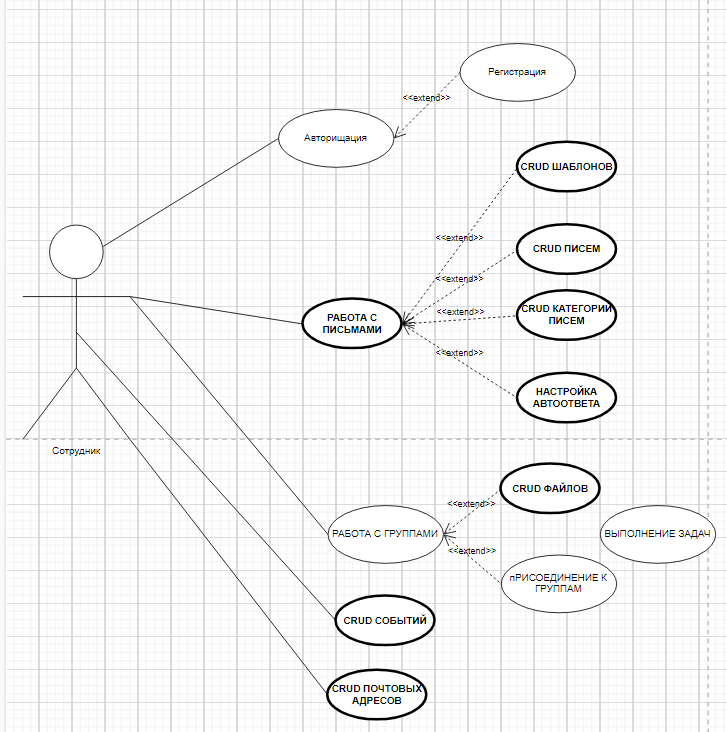 Регистрация
<<extend>>
Авторищация
CRUD ШАБЛОНОВ
<<extend>>
CRUD ПИСЕМ
<<extend>>
CRUD КАТЕГОРИЙ
ПИСЕМ
<<extend>>
РАБОТА С
ПИСЬМАМИ
<<extend>>
НАСТРОЙКА
АВТООТВЕТА
Сотрудник
CRUD ФАЙЛОВ
<<extend>>
РАБОТА С ГРУППАМИ
ВЫПОЛНЕНИЕ ЗАДАЧ
<<extend>>
пРИСОЕДИНЕНИЕ К
ГРУППАМ
CRUD СОБЫТИЙ
CRUD ПОЧТОВЫХ
АДРЕСОВ